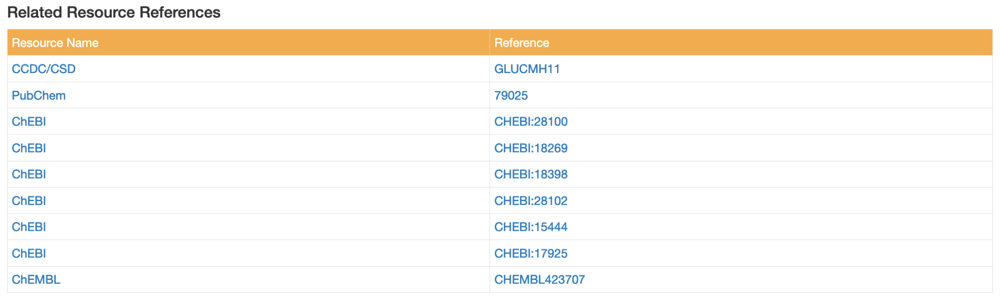 Related Resource References
Resource Name Reference
CCDC/CSD GLUCMH11
PubChem 79025
ChEBI CHEBI:28100
ChEBI CHEBI:18269
ChEBI CHEBI:18398
ChEBI CHEBI:28102
ChEBI CHEBI:15444
ChEBI CHEBI:17925
ChEMBL CHEMBL423707